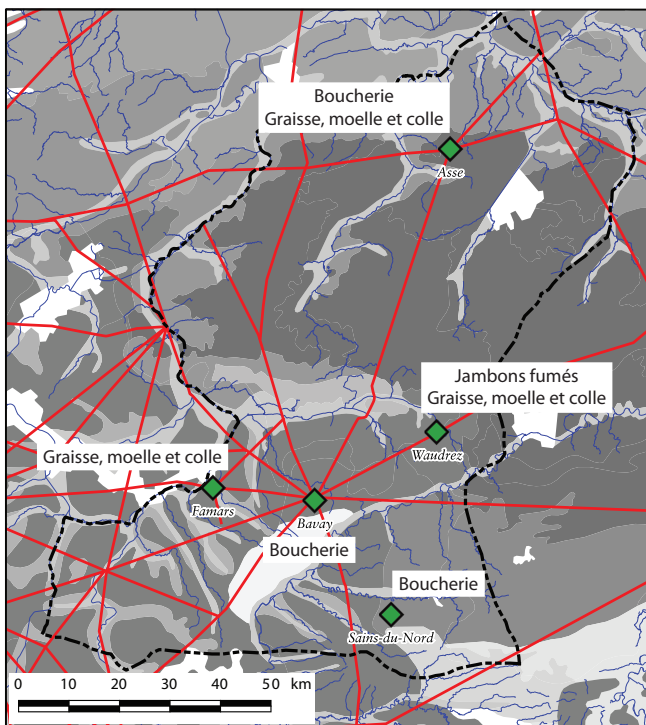 Boucherie
Graisse, moelle et colle
Asse
Jambons fumés
Graisse, moelle et colle
Waudrez
Graisse, moelle et colle
Famars
Bavay
Boucherie
Boucherie
Sains-du-Nord
0 10 20 30 40 50 km